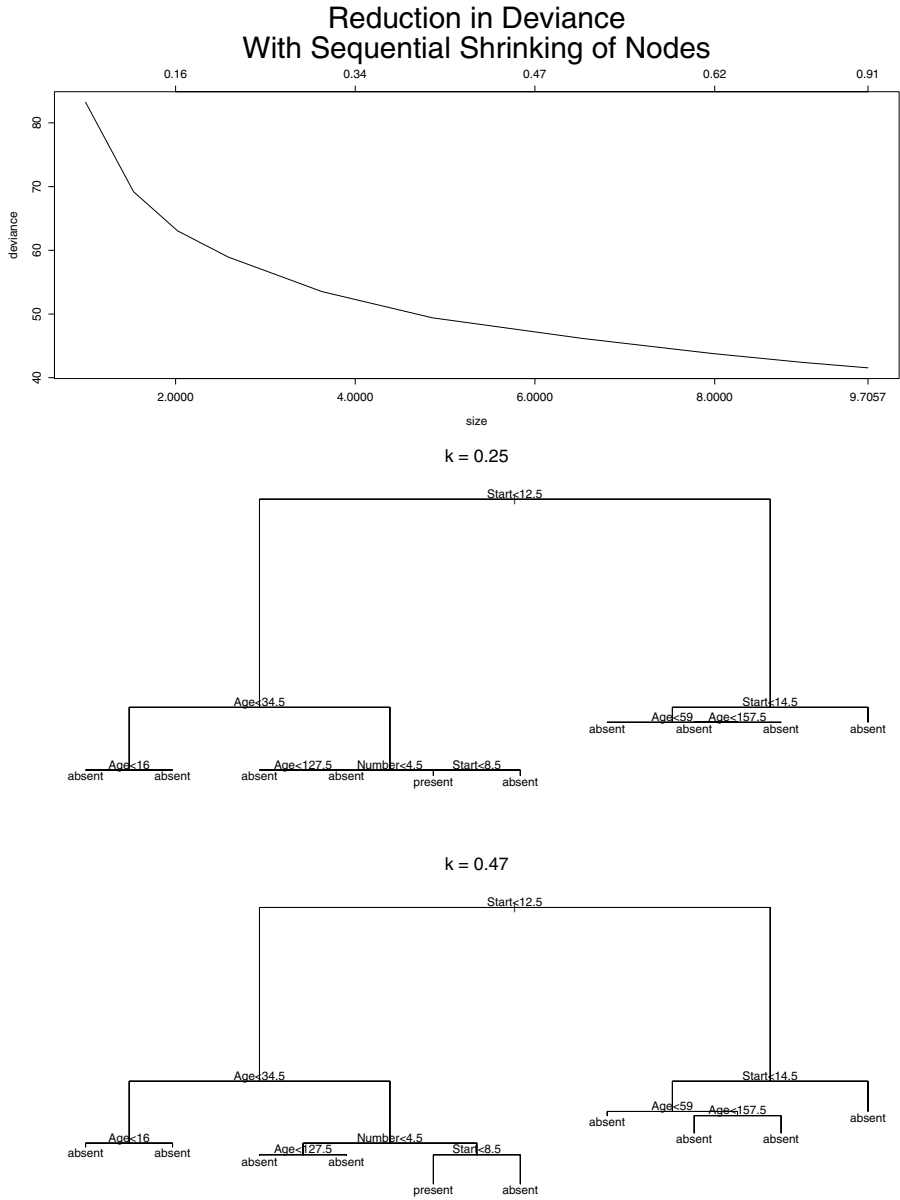 Reduction in Deviance
With Sequential Shrinking of Nodes
0.16 0.34 0.47 0.62 0.91
80
70
60
50
40
deviance
2.0000 4.0000 6.0000 8.0000 9.7057
size
k = 0.25
Start<12.5
Age<34.5 Start<14.5
Age<59 Age<157.5
absent absent absent absent
Age<16 Age<127.5 Number<4.5 Start<8.5
absent absent absent absent present absent
k = 0.47
Start<12.5
Age<34.5 Start<14.5
Age<59 Age<157.5
absent absent
absent absent
Age<16 Number<4.5
Age<127.5 Start<8.5
absent absent absent absent
present absent